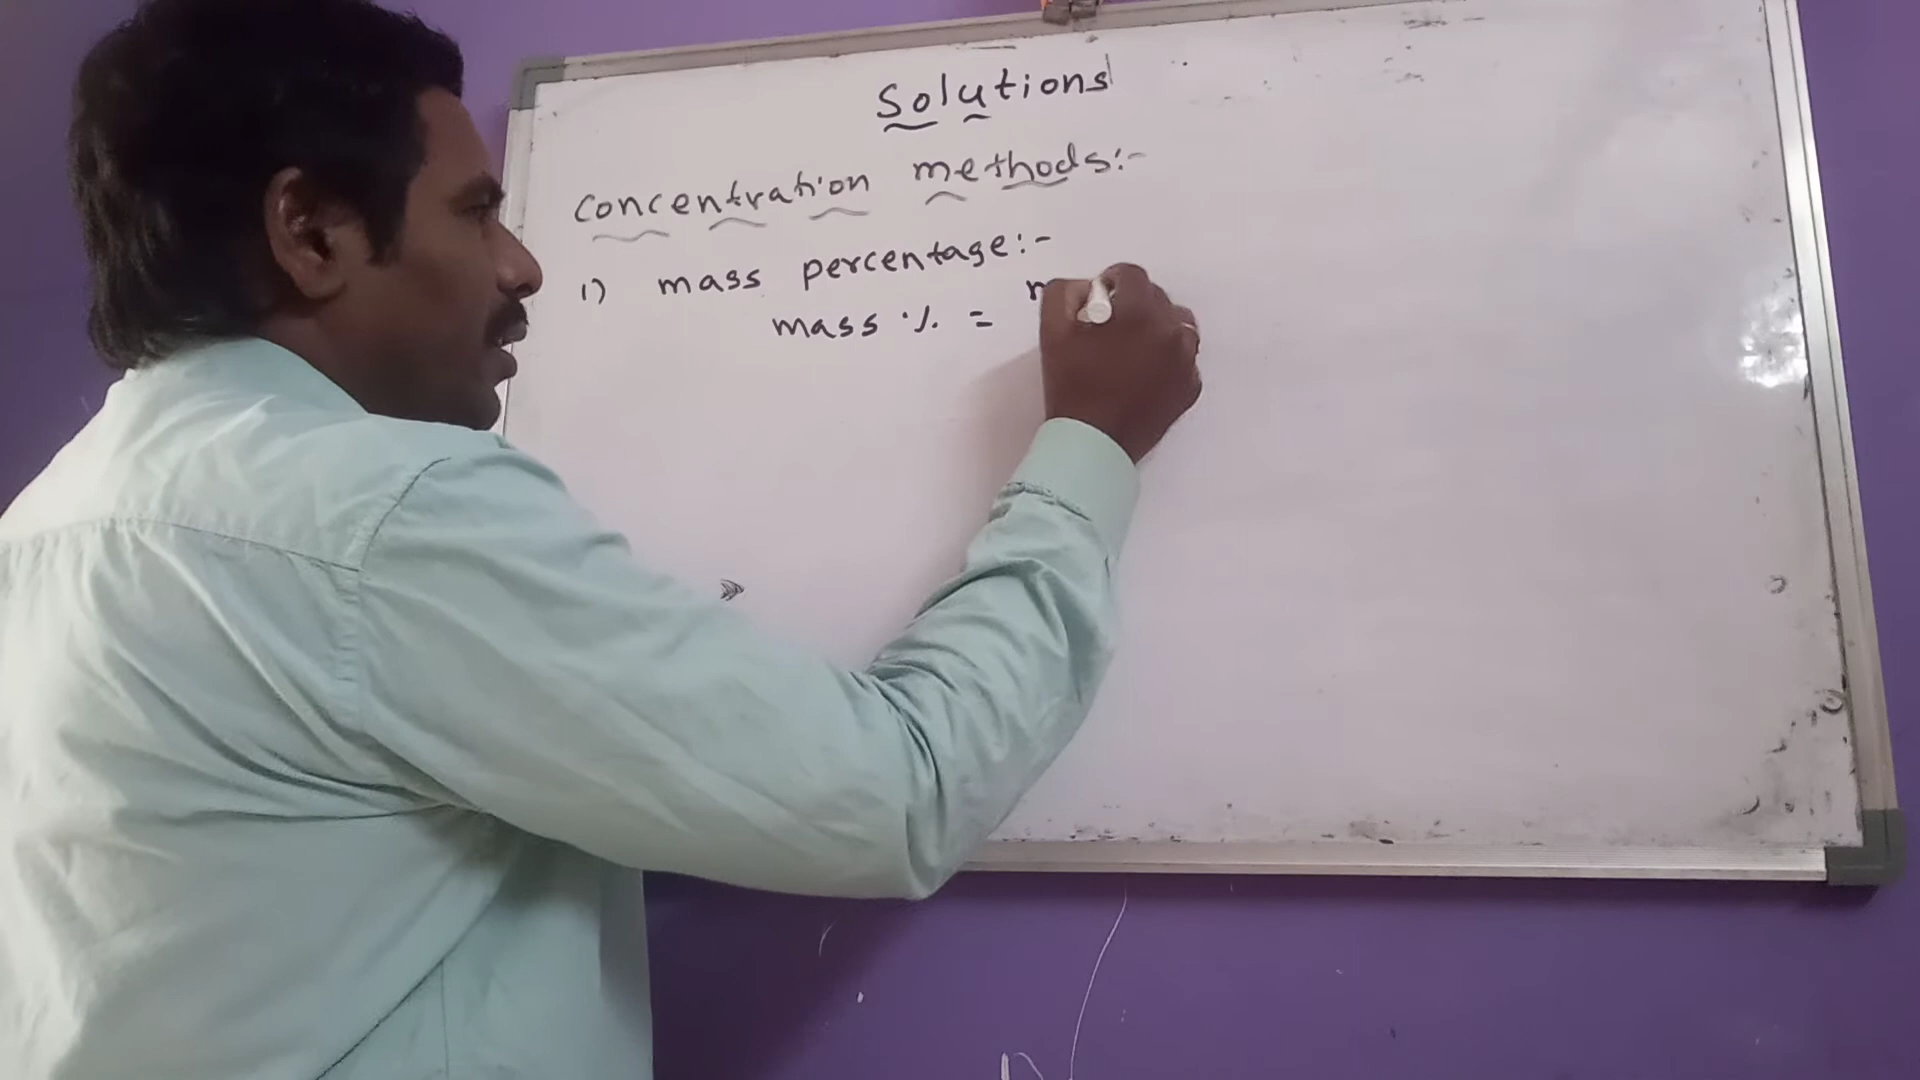 Solutions
Concentration methods:-
1) mass percentage:-
mass % =